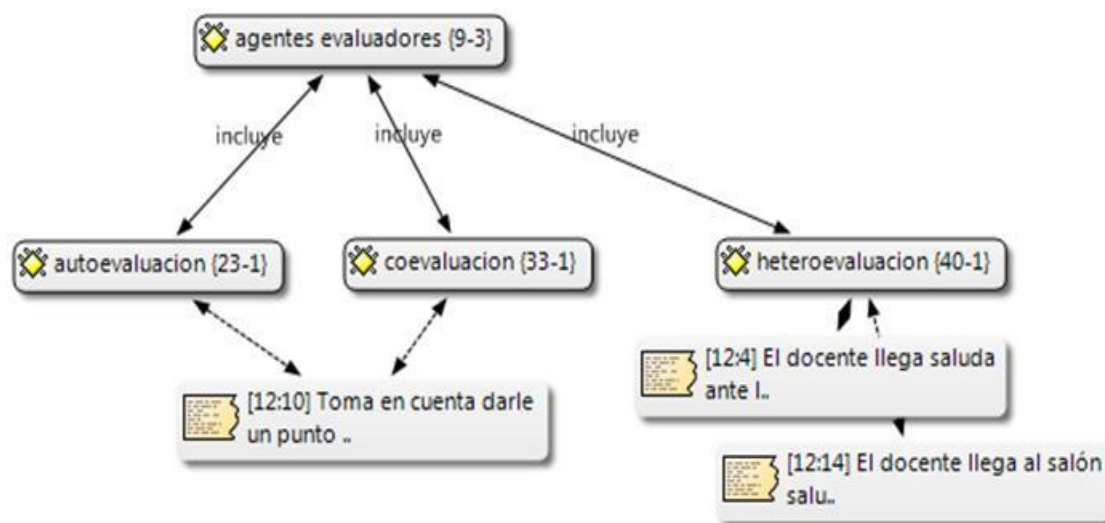 agentes evaluadores {9-3}
incluye
incluye
incluye
autoevaluacion {23-1}
coevaluacion {33-1}
heteroevaluacion {40-1}
[12:4] El docente llega saluda
ante l..
[12:10] Toma en cuenta darle
un punto ..
[12:14] El docente llega al salón
salu..